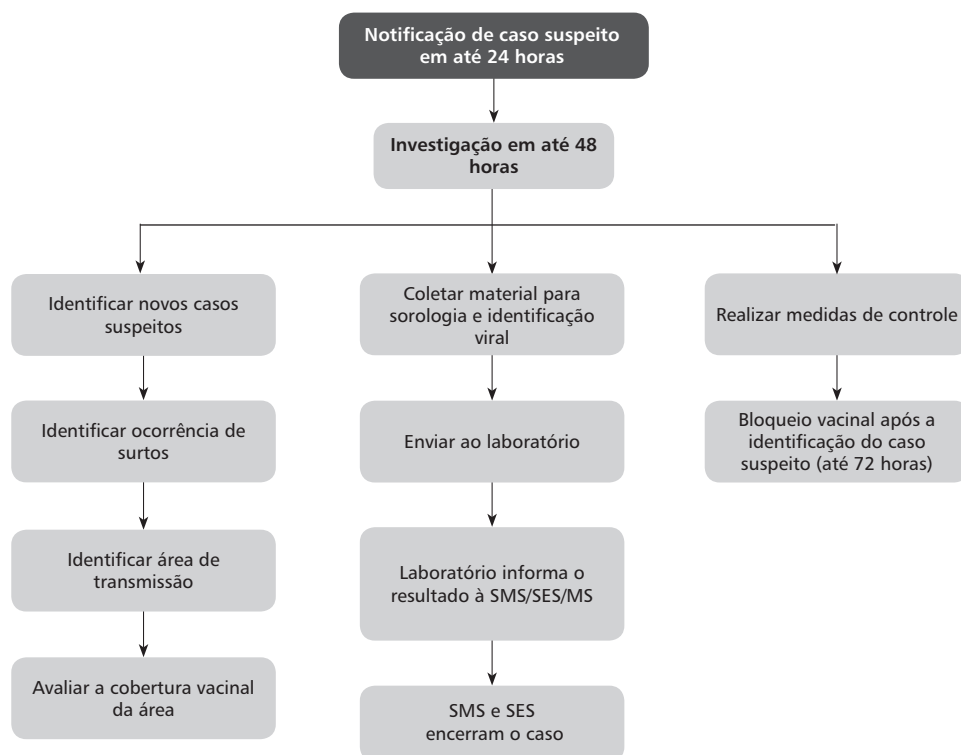 Notificação de caso suspeito
em até 24 horas
Investigação em até 48
horas
Identificar novos casos
suspeitos
Identificar ocorrência de
surtos
Identificar área de
transmissão
Avaliar a cobertura vacinal
da área
Coletar material para
sorologia e identificação
viral
Enviar ao laboratório
Laboratório informa o
resultado à SMS/SES/MS
SMS e SES
encerram o caso
Realizar medidas de controle
Bloqueio vacinal após a
identificação do caso
suspeito (até 72 horas)